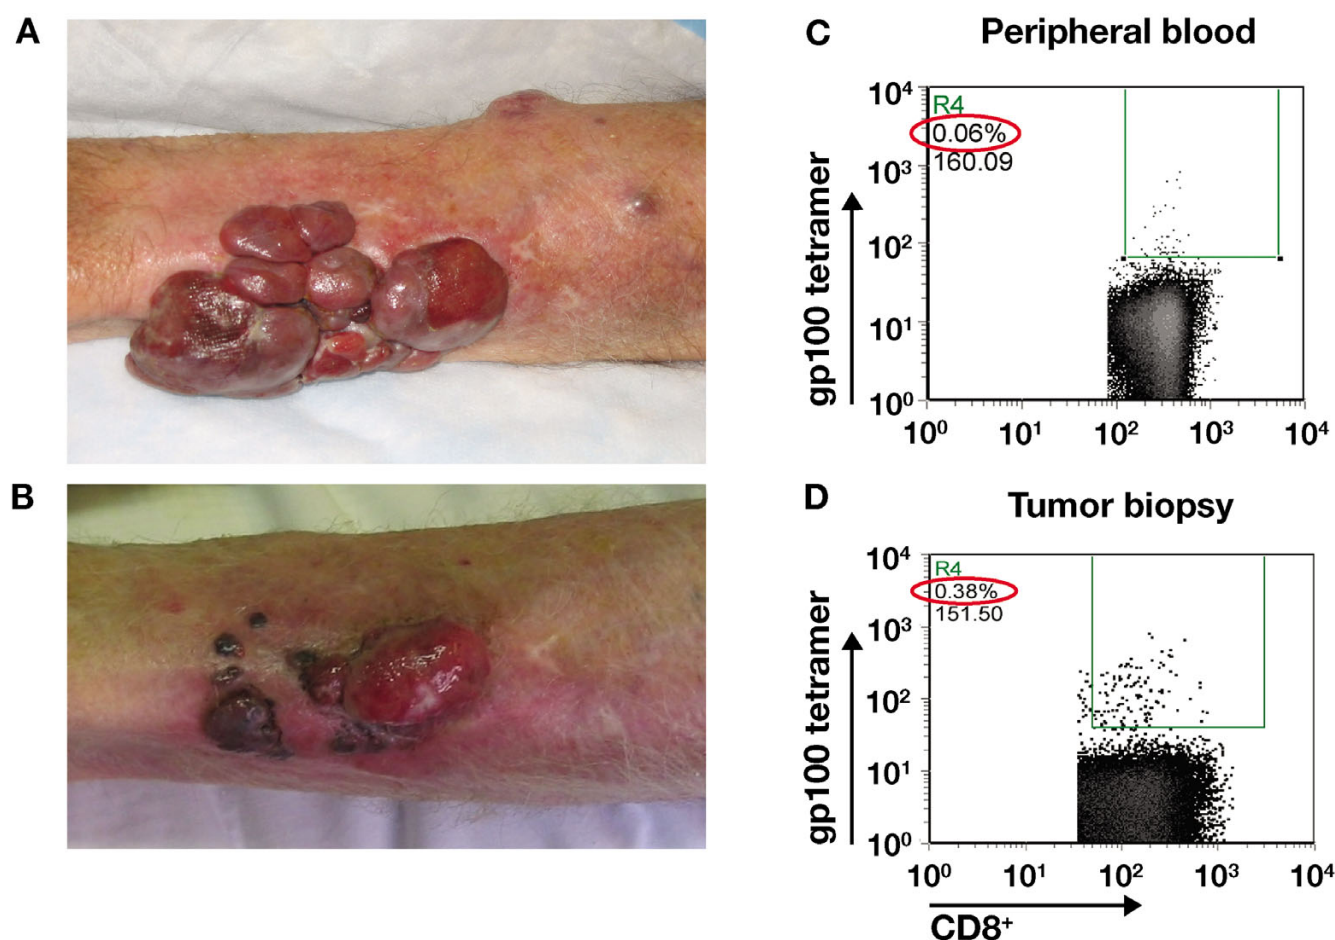 A
B
C
Peripheral blood
gp100 tetramer
R4
0.06%
160.09
10⁴
10³
10²
10¹
10⁰
10⁰ 10¹ 10² 10³ 10⁴
D
Tumor biopsy
gp100 tetramer
R4
0.38%
151.50
10⁴
10³
10²
10¹
10⁰
10⁰ 10¹ 10² 10³ 10⁴
CD8⁺